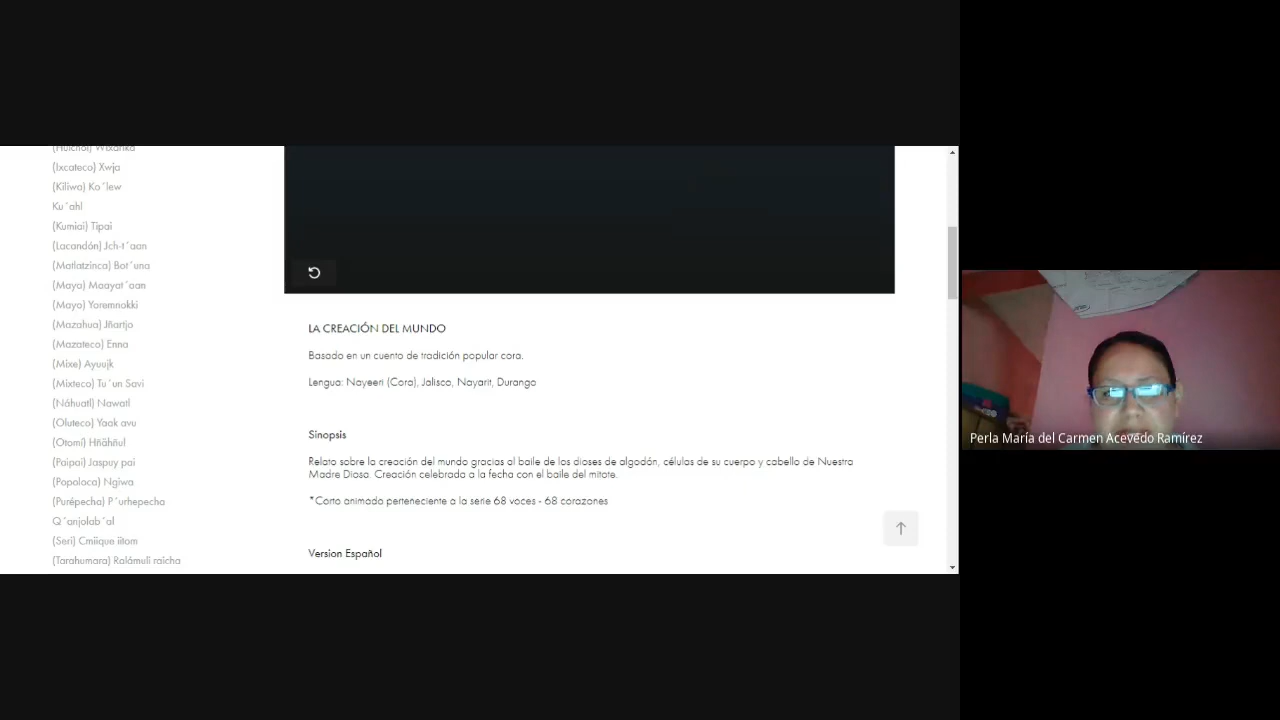 (Huichol) Wixárika
(Ixcateco) Xwja
(Kiliwa) Ko´lew
Ku´ahl
(Kumiai) Tipai
(Lacandón) Jch-t´aan
(Matlatzinca) Bot´una
(Maya) Maayat´aan
(Mayo) Yoremnokki
(Mazahua) Jñartjo
(Mazateco) Enna
(Mixe) Ayuujk
(Mixteco) Tu´un Savi
(Náhuatl) Nawatl
(Oluteco) Yaak avu
(Otomí) Hñähñul
(Paipai) Jaspuy pai
(Popoloca) Ngiwa
(Purépecha) P´urhepecha
Q´anjolab´al
(Seri) Cmiique iitom
(Tarahumara) Ralámuli raicha
LA CREACIÓN DEL MUNDO
Basado en un cuento de tradición popular cora.
Lengua: Nayeeri (Cora), Jalisco, Nayarit, Durango
Sinopsis
Relato sobre la creación del mundo gracias al baile de los dioses de algodón, células de su cuerpo y cabello de Nuestra
Madre Diosa. Creación celebrada a la fecha con el baile del mitote.
*Corto animado perteneciente a la serie 68 voces - 68 corazones
Version Español
Perla María del Carmen Acevedo Ramírez